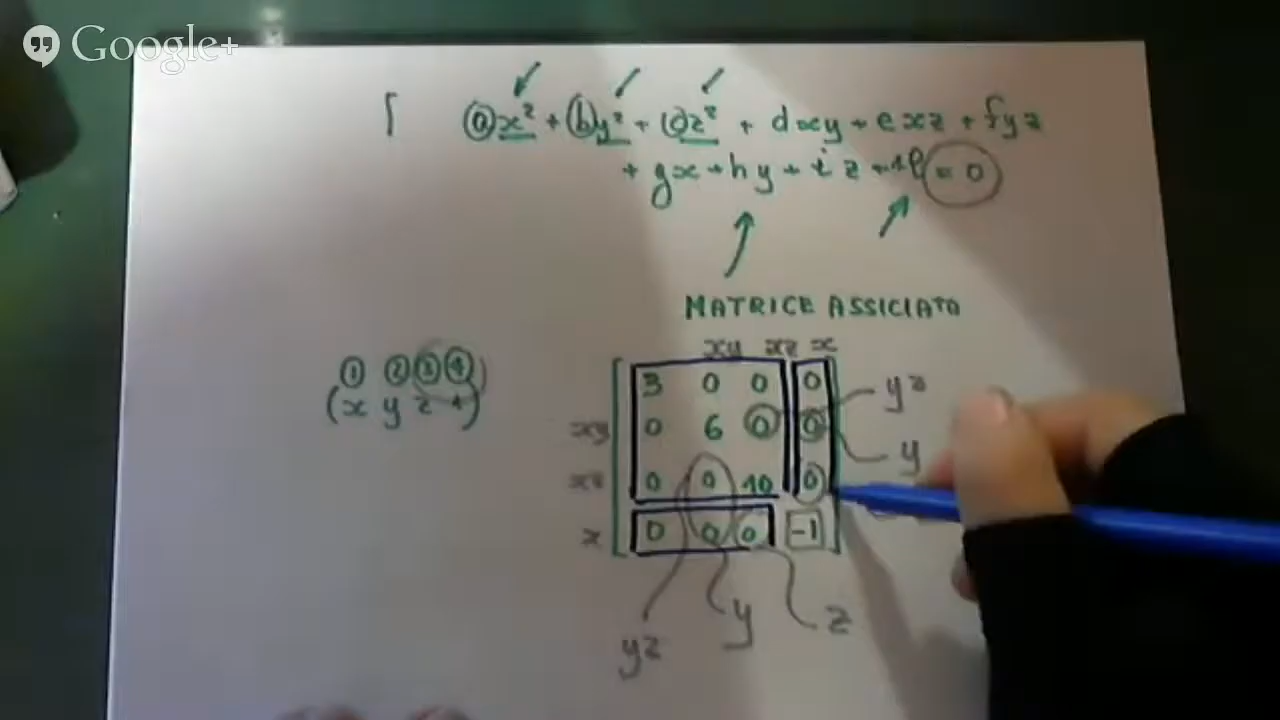 Google+
ax² + by² + cz² + dxy + exz + fyz
+ gx + hy + iz + 1l = 0
MATRICE ASSICIATA
xy xz x
1 2 3 4
(x y z 1)
3 0 0 0
yz
xy 0 6 0 0
y
xz 0 0 10 0
x 0 0 0 -1
y z
yz